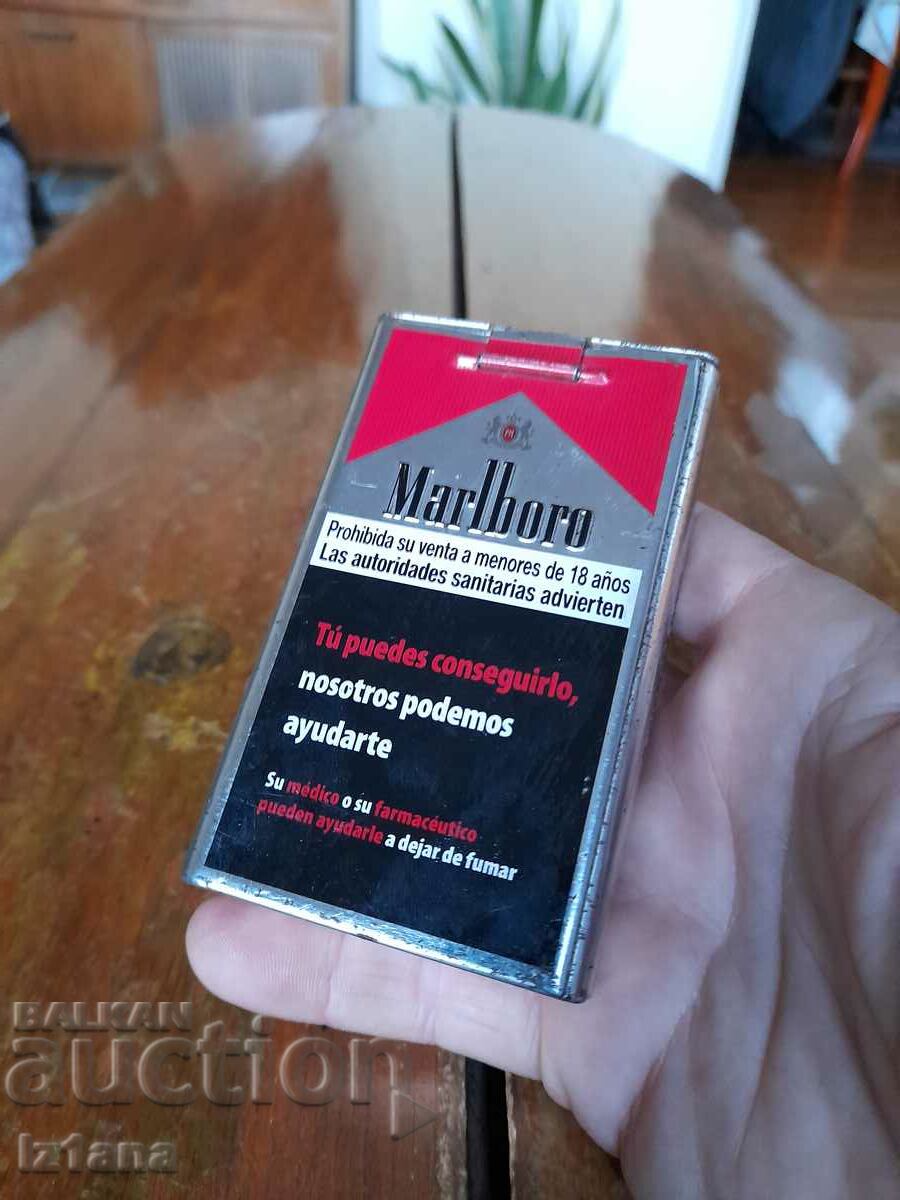 PM
Marlboro
Prohibida su venta a menores de 18 años
Las autoridades sanitarias advierten
Tú puedes conseguirlo,
nosotros podemos
ayudarte
Su médico o su farmacéutico
pueden ayudarle a dejar de fumar
BALKAN
auction
iz1ana